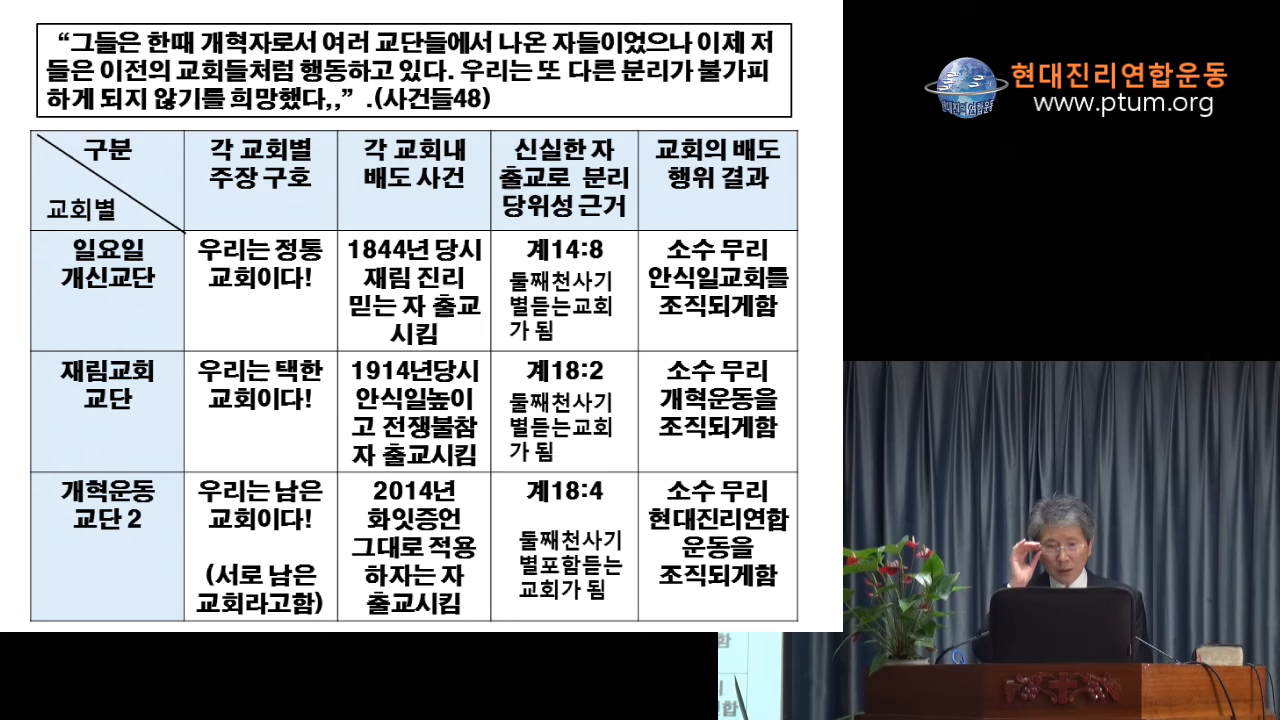 “그들은 한때 개혁자로서 여러 교단들에서 나온 자들이었으나 이제 저
들은 이전의 교회들처럼 행동하고 있다. 우리는 또 다른 분리가 불가피
하게 되지 않기를 희망했다,,” .(사건들48)
구분
교회별
각 교회별
주장 구호
각 교회내
배도 사건
신실한 자
출교로 분리
당위성 근거
교회의 배도
행위 결과
일요일
개신교단
우리는 정통
교회이다!
1844년 당시
재림 진리
믿는 자 출교
시킴
계14:8
둘째천사기
별듣는교회
가 됨
소수 무리
안식일교회를
조직되게함
재림교회
교단
우리는 택한
교회이다!
1914년당시
안식일높이
고 전쟁불참
자 출교시킴
계18:2
둘째천사기
별듣는교회
가 됨
소수 무리
개혁운동을
조직되게함
개혁운동
교단 2
우리는 남은
교회이다!
(서로 남은
교회라고함)
2014년
화잇증언
그대로 적용
하자는 자
출교시킴
계18:4
둘째천사기
별포함듣는
교회가 됨
소수 무리
현대진리연합
운동을
조직되게함
현대진리연합운동
현대진리연합운동
www.ptum.org